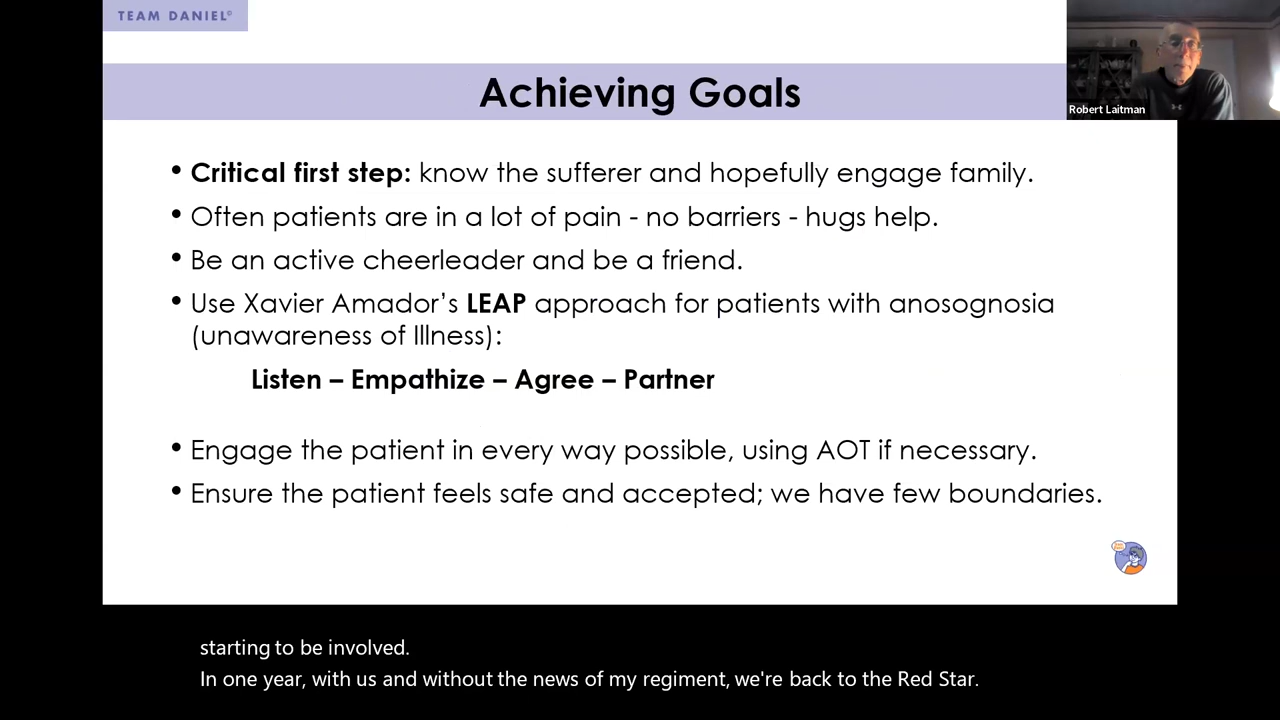 TEAM DANIEL®
Achieving Goals
Robert Laitman
• Critical first step: know the sufferer and hopefully engage family.
• Often patients are in a lot of pain - no barriers - hugs help.
• Be an active cheerleader and be a friend.
• Use Xavier Amador’s LEAP approach for patients with anosognosia
(unawareness of Illness):
Listen – Empathize – Agree – Partner
• Engage the patient in every way possible, using AOT if necessary.
• Ensure the patient feels safe and accepted; we have few boundaries.
starting to be involved.
In one year, with us and without the news of my regiment, we're back to the Red Star.